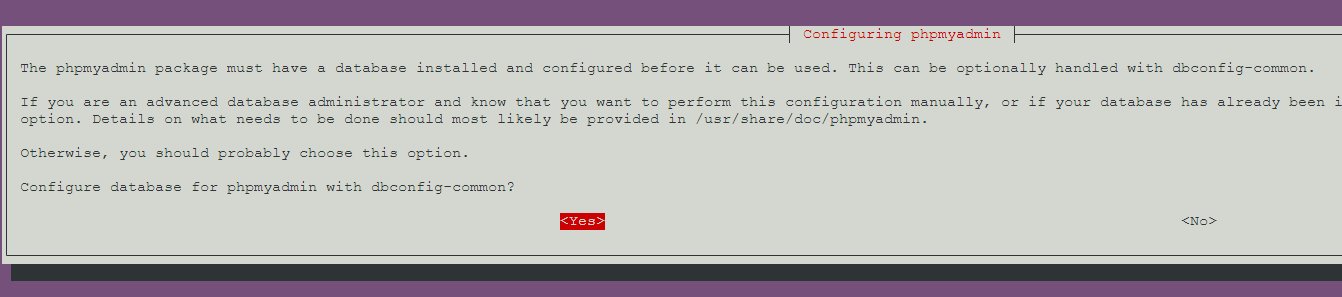 Configuring phpmyadmin
The phpmyadmin package must have a database installed and configured before it can be used. This can be optionally handled with dbconfig-common.
If you are an advanced database administrator and know that you want to perform this configuration manually, or if your database has already been i
option. Details on what needs to be done should most likely be provided in /usr/share/doc/phpmyadmin.
Otherwise, you should probably choose this option.
Configure database for phpmyadmin with dbconfig-common?
<Yes> <No>